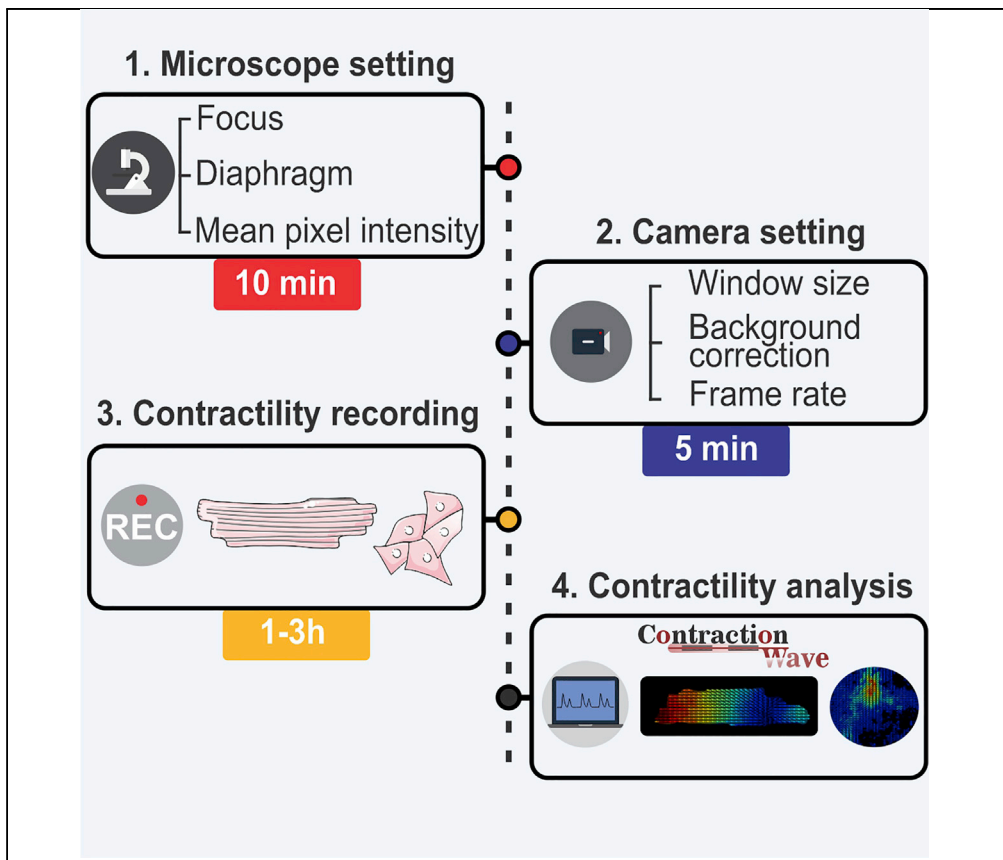 1. Microscope setting
Focus
Diaphragm
Mean pixel intensity
10 min
2. Camera setting
Window size
Background
correction
Frame rate
5 min
3. Contractility recording
REC
1-3h
4. Contractility analysis
Contraction
Wave